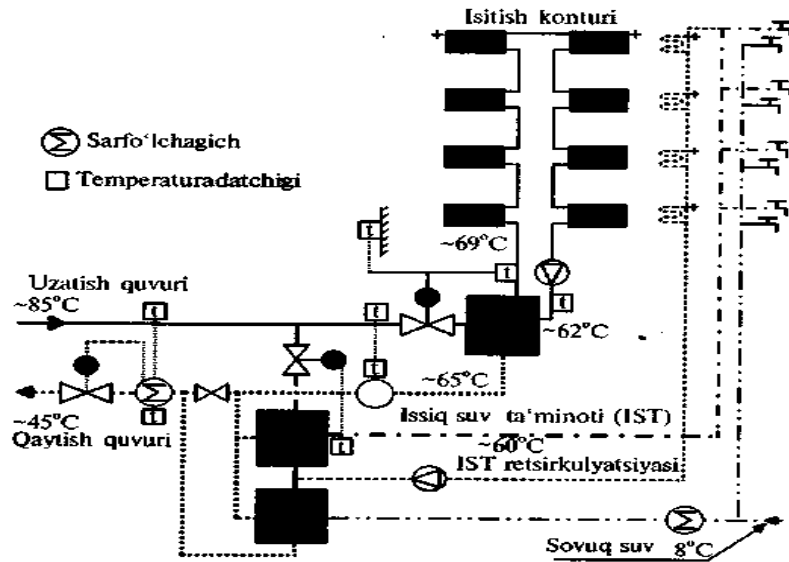 Isitish konturi
Σ Sarfo‘lchagich
t Temperaturadatchigi
t
~69°C
t
Uzatish quvuri
~85°C
t
t
t
~62°C
t
Σ
t
~65°C
~45°C
Qaytish quvuri
Issiq suv ta‘minoti (IST)
t
~60°C
IST retsirkulyatsiyasi
Σ
Sovuq suv 8°C